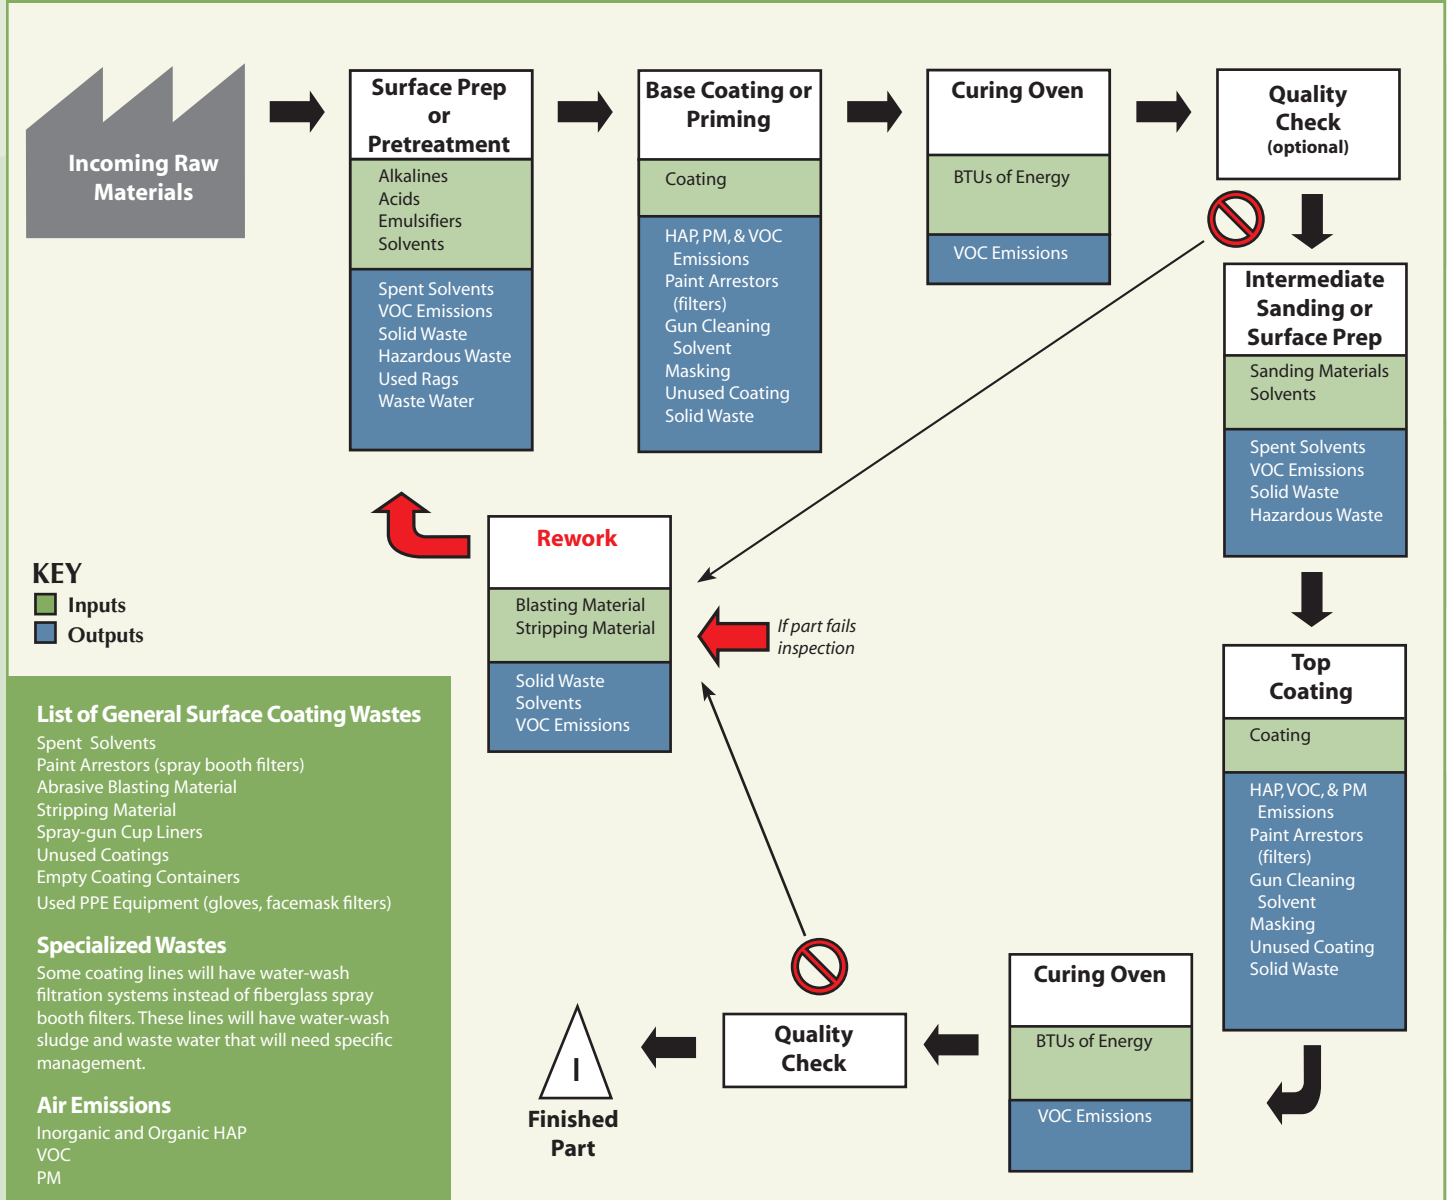 Incoming Raw
Materials
Surface Prep
or
Pretreatment
Alkalines
Acids
Emulsifiers
Solvents
Spent Solvents
VOC Emissions
Solid Waste
Hazardous Waste
Used Rags
Waste Water
Base Coating or
Priming
Coating
HAP, PM, & VOC
Emissions
Paint Arrestors
(filters)
Gun Cleaning
Solvent
Masking
Unused Coating
Solid Waste
Curing Oven
BTUs of Energy
VOC Emissions
Quality
Check
(optional)
Intermediate
Sanding or
Surface Prep
Sanding Materials
Solvents
Spent Solvents
VOC Emissions
Solid Waste
Hazardous Waste
Top
Coating
Coating
HAP, VOC, & PM
Emissions
Paint Arrestors
(filters)
Gun Cleaning
Solvent
Masking
Unused Coating
Solid Waste
Curing Oven
BTUs of Energy
VOC Emissions
Quality
Check
I
Finished
Part
Rework
Blasting Material
Stripping Material
Solid Waste
Solvents
VOC Emissions
If part fails
inspection
KEY
Inputs
Outputs
List of General Surface Coating Wastes
Spent Solvents
Paint Arrestors (spray booth filters)
Abrasive Blasting Material
Stripping Material
Spray-gun Cup Liners
Unused Coatings
Empty Coating Containers
Used PPE Equipment (gloves, facemask filters)
Specialized Wastes
Some coating lines will have water-wash
filtration systems instead of fiberglass spray
booth filters. These lines will have water-wash
sludge and waste water that will need specific
management.
Air Emissions
Inorganic and Organic HAP
VOC
PM